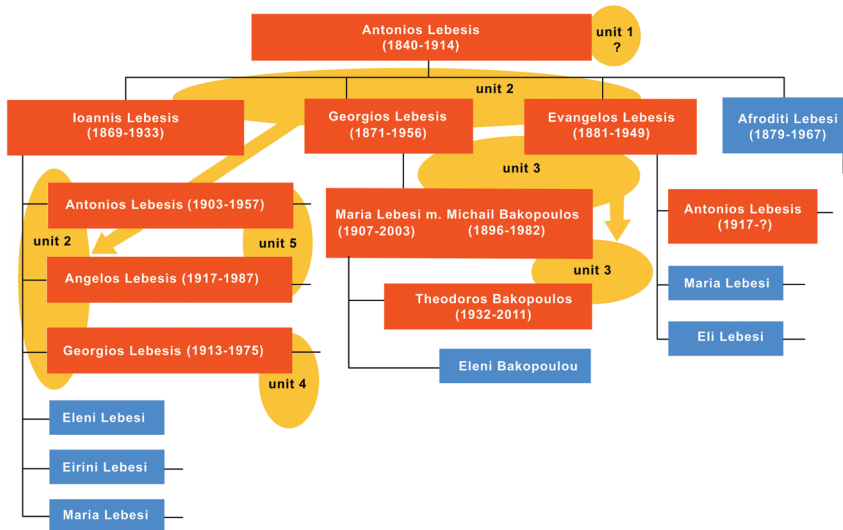 Antonios Lebesis
(1840-1914)
unit 1
?
unit 2
Ioannis Lebesis
(1869-1933)
Georgios Lebesis
(1871-1956)
Evangelos Lebesis
(1881-1949)
Afroditi Lebesi
(1879-1967)
unit 3
Antonios Lebesis (1903-1957)
unit 2
unit 5
Angelos Lebesis (1917-1987)
Georgios Lebesis (1913-1975)
unit 4
Eleni Lebesi
Eirini Lebesi
Maria Lebesi
Maria Lebesi m. Michail Bakopoulos
(1907-2003) (1896-1982)
unit 3
Theodoros Bakopoulos
(1932-2011)
Eleni Bakopoulou
Antonios Lebesis
(1917-?)
Maria Lebesi
Eli Lebesi